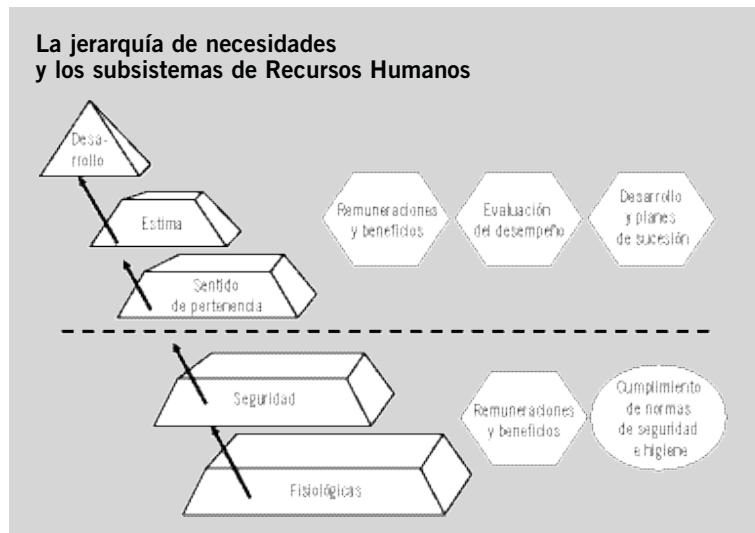 La jerarquía de necesidades
y los subsistemas de Recursos Humanos
Desa-
rrollo
Estima
Sentido
de pertenencia
Remuneraciones
y beneficios
Evaluación
del desempeño
Desarrollo
y planes
de sucesión
Seguridad
Fisiológicas
Remuneraciones
y beneficios
Cumplimiento
de normas
de seguridad
e higiene